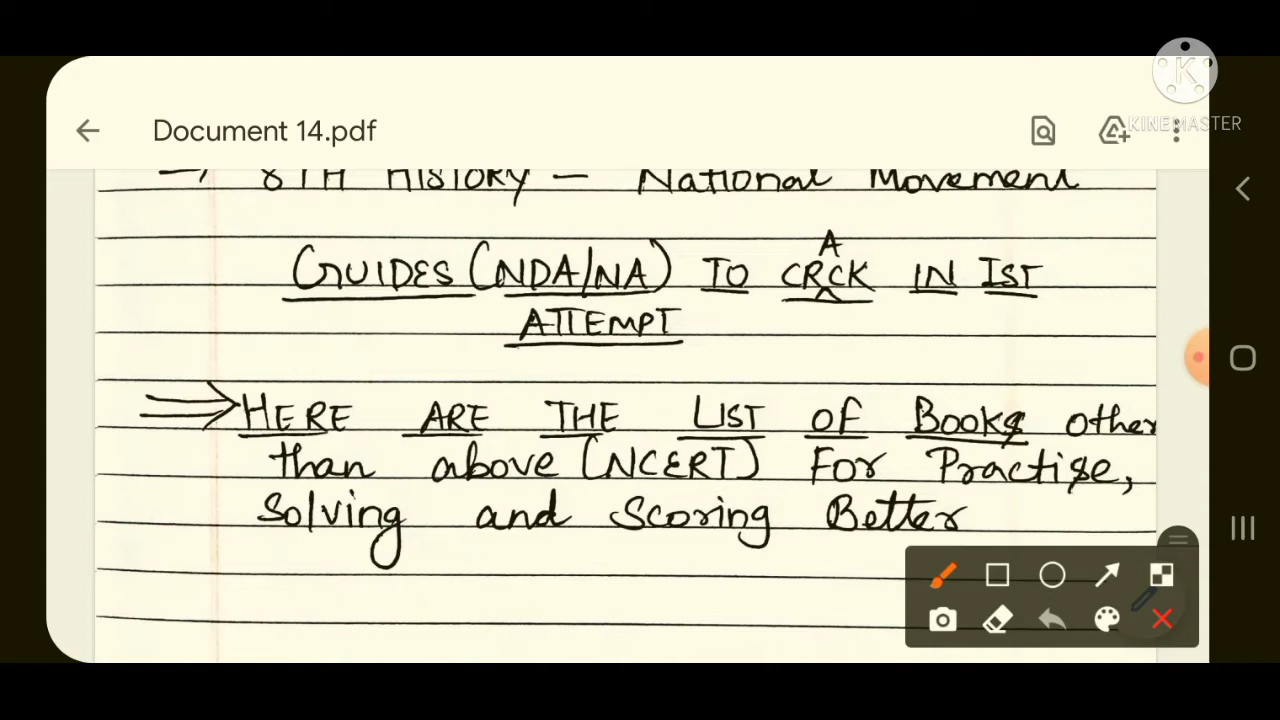 KINEMASTER
Document 14.pdf
→ 8TH HISTORY — National Movement
GUIDES (NDA/NA) TO CRACK IN IST
ATTEMPT
⇒ HERE ARE THE LIST OF BOOKs other
than above (NCERT) For Practise,
Solving and Scoring Better